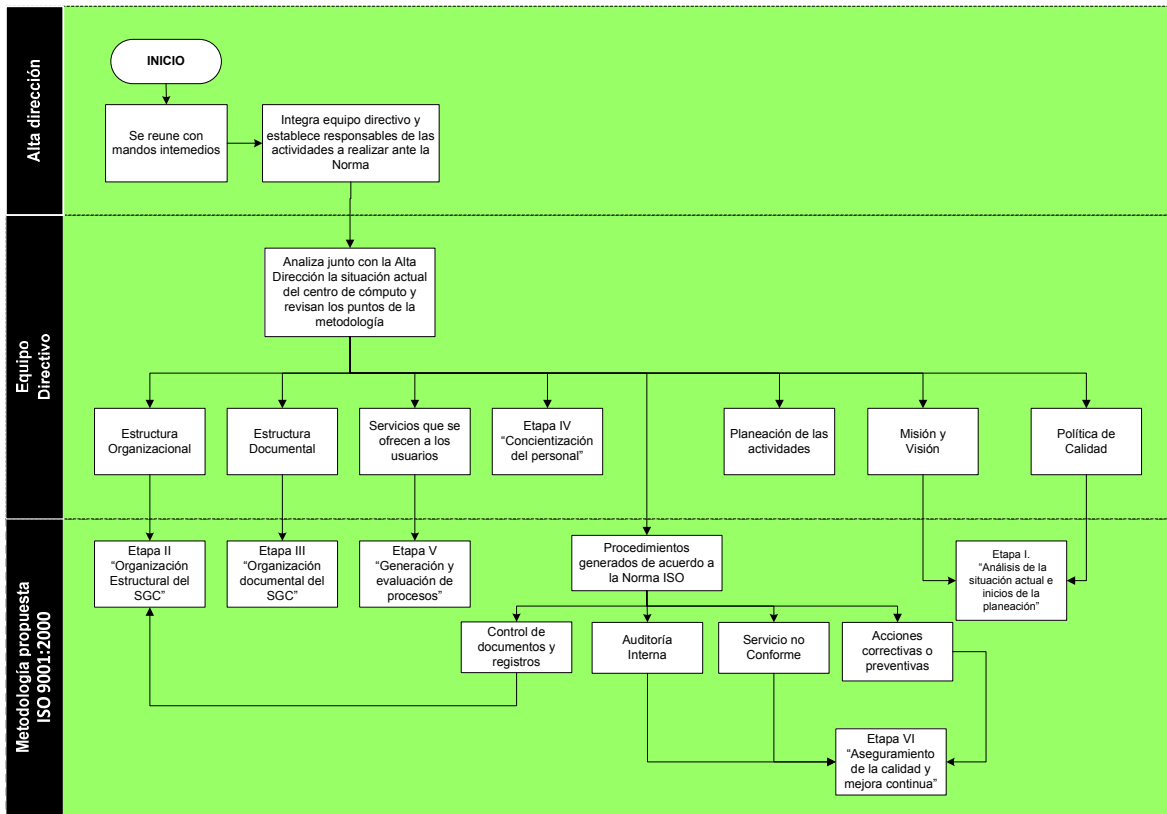 Alta dirección
INICIO
Se reune con
mandos intemedios
Integra equipo directivo y
establece responsables de las
actividades a realizar ante la
Norma
Equipo
Directivo
Analiza junto con la Alta
Dirección la situación actual
del centro de cómputo y
revisan los puntos de la
metodología
Estructura
Organizacional
Estructura
Documental
Servicios que se
ofrecen a los
usuarios
Etapa IV
“Concientización
del personal”
Planeación de las
actividades
Misión y
Visión
Política de
Calidad
Metodología propuesta
ISO 9001:2000
Etapa II
“Organización
Estructural del
SGC”
Etapa III
“Organización
documental del
SGC”
Etapa V
“Generación y
evaluación de
procesos”
Procedimientos
generados de acuerdo a
la Norma ISO
Etapa I.
“Análisis de la
situación actual e
inicios de la
planeación”
Control de
documentos y
registros
Auditoría
Interna
Servicio no
Conforme
Acciones
correctivas o
preventivas
Etapa VI
“Aseguramiento
de la calidad y
mejora continua”